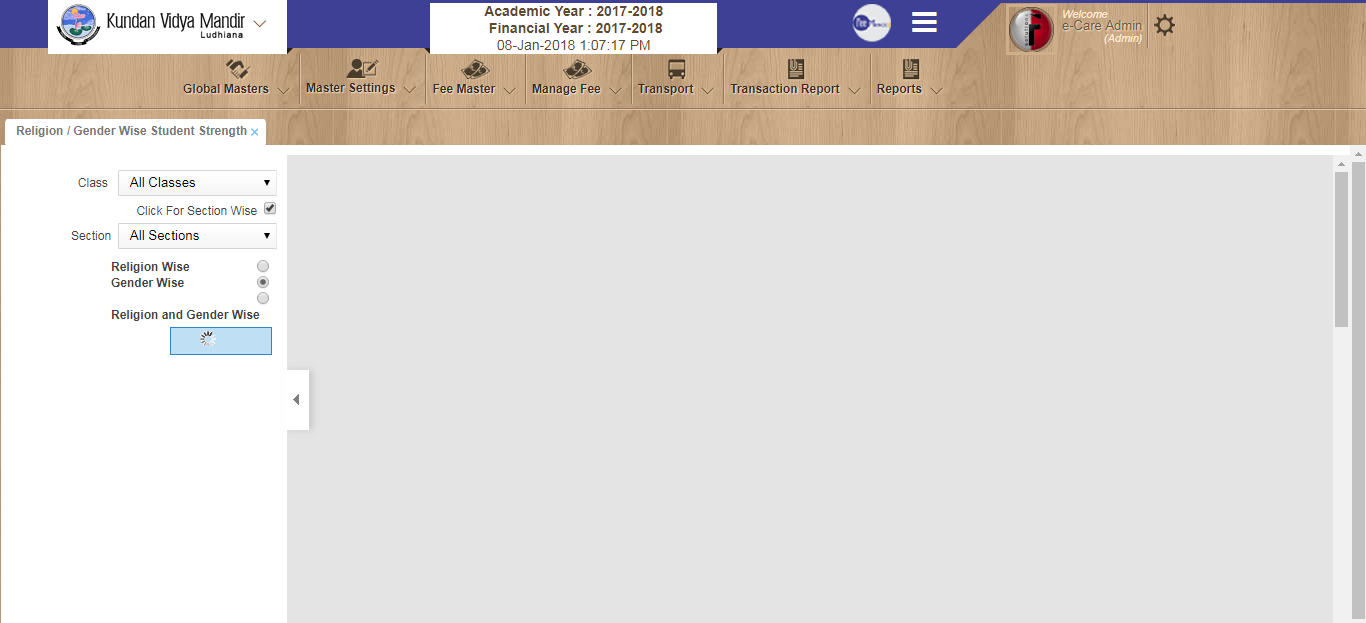 Kundan Vidya Mandir
Ludhiana
Academic Year : 2017-2018
Financial Year : 2017-2018
08-Jan-2018 1:07:17 PM
Welcome
e-Care Admin
(Admin)
Global Masters
Master Settings
Fee Master
Manage Fee
Transport
Transaction Report
Reports
Religion / Gender Wise Student Strength ×
Class All Classes
Click For Section Wise
Section All Sections
Religion Wise
Gender Wise
Religion and Gender Wise